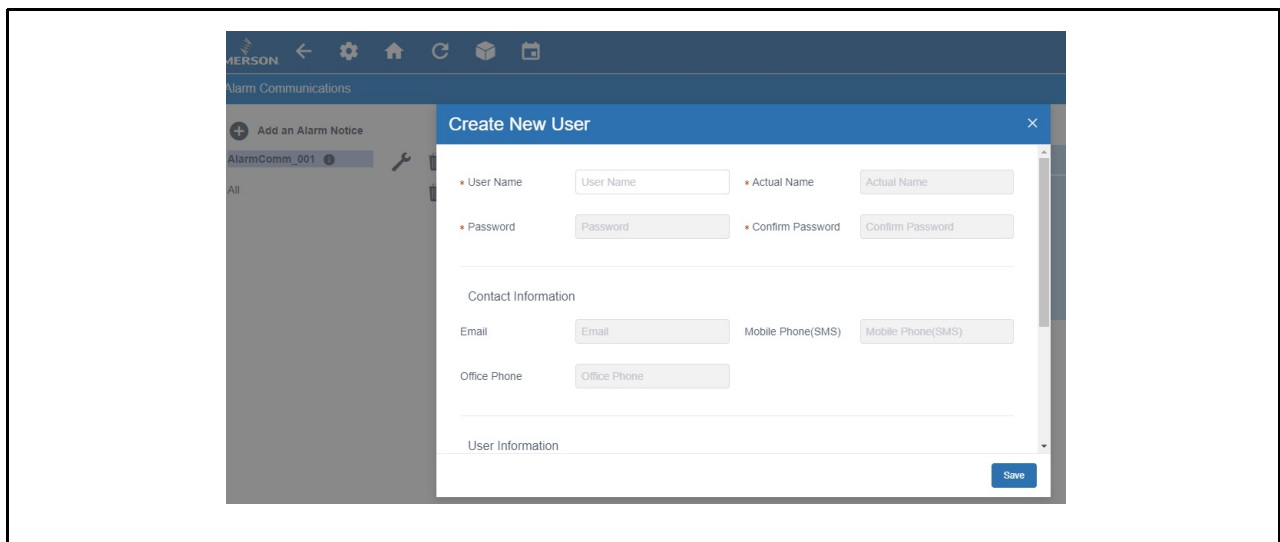 MERSON
Alarm Communications
Add an Alarm Notice
Create New User
AlarmComm_001
All
* User Name User Name * Actual Name Actual Name
* Password Password * Confirm Password Confirm Password
Contact Information
Email Email Mobile Phone(SMS) Mobile Phone(SMS)
Office Phone Office Phone
User Information
Save